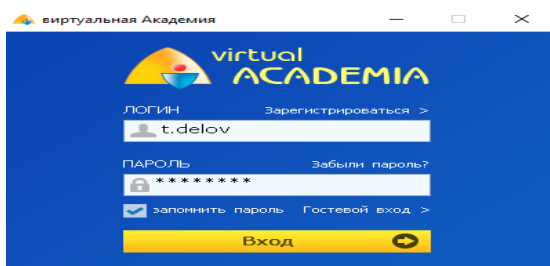 виртуальная Академия
virtual
ACADEMIA
ЛОГИН Зарегистрироваться >
t.delov
ПАРОЛЬ Забыли пароль?
********
запомнить пароль Гостевой вход >
Вход